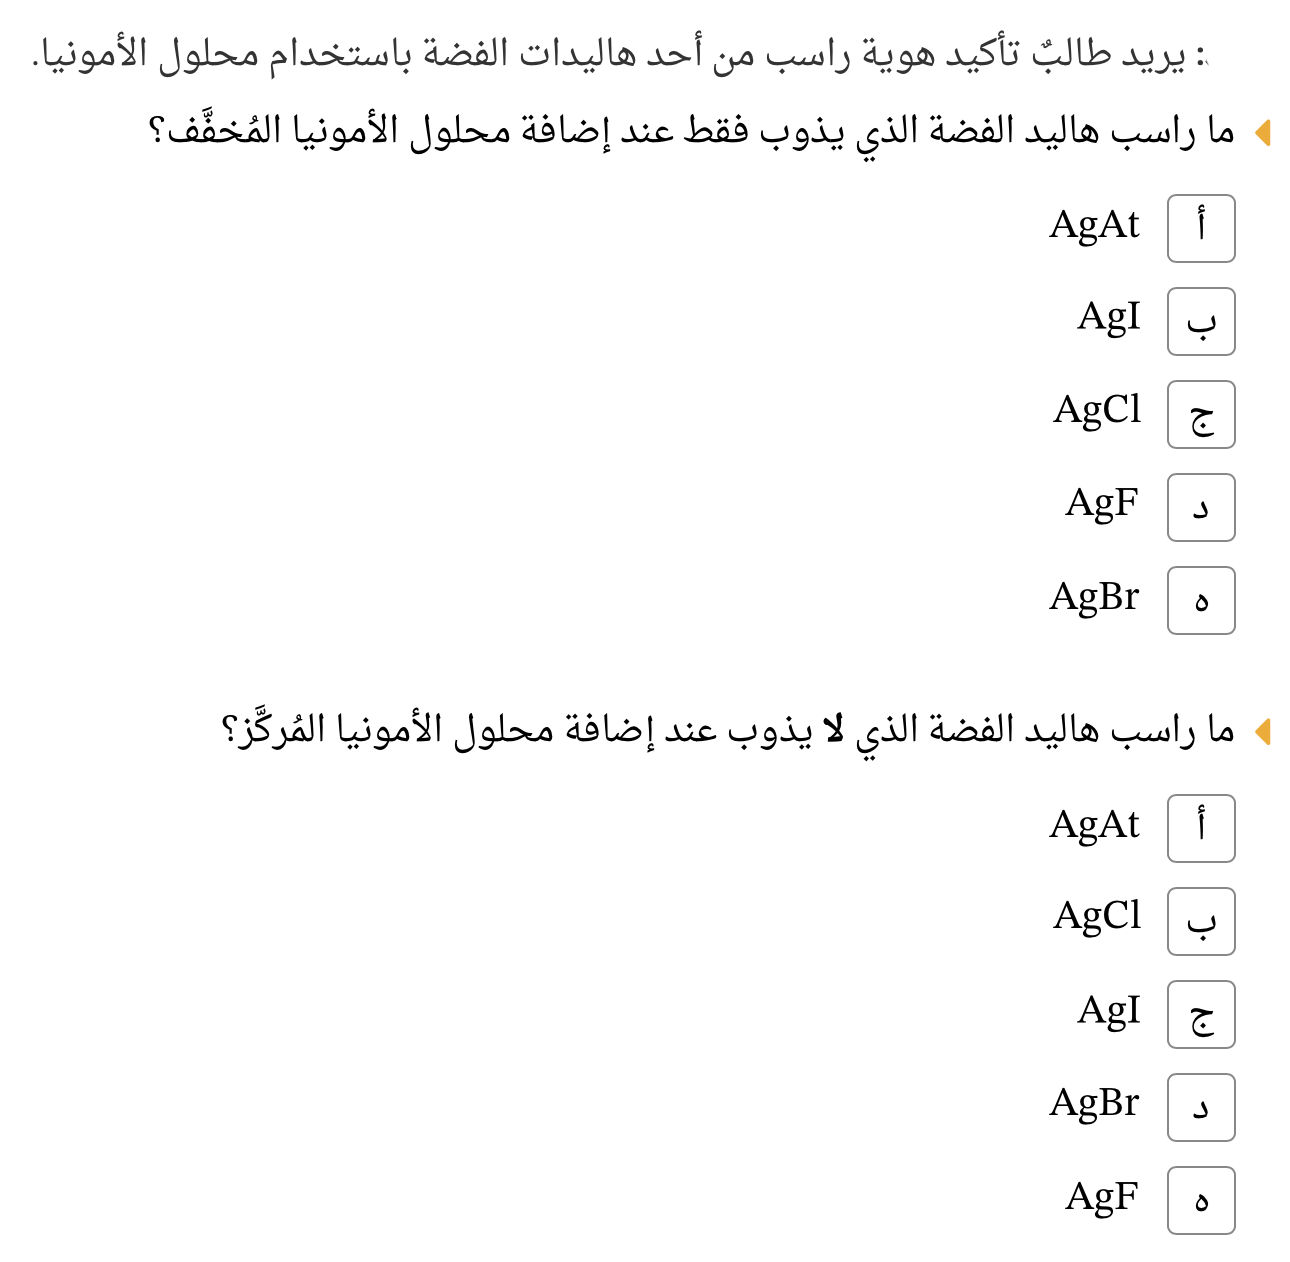 : يريد طالبٌ تأكيد هوية راسب من أحد هاليدات الفضة باستخدام محلول الأمونيا.
ما راسب هاليد الفضة الذي يذوب فقط عند إضافة محلول الأمونيا المُخفَّف؟
أ AgAt
ب AgI
ج AgCl
د AgF
ه AgBr
ما راسب هاليد الفضة الذي لا يذوب عند إضافة محلول الأمونيا المُركَّز؟
أ AgAt
ب AgCl
ج AgI
د AgBr
ه AgF